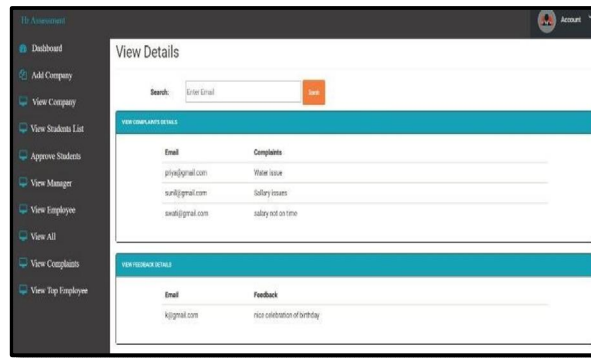 Hr Assessment
Account
Dashboard
Add Company
View Company
View Students List
Approve Students
View Manager
View Employee
View All
View Complaints
View Top Employee
View Details
Search:
Enter Email
Search
VIEW COMPLAINTS DETAILS
Email Complaints
priya@gmail.com Water issue
sunil@gmail.com Sallary issues
swati@gmail.com salary not on time
VIEW FEEDBACK DETAILS
Email Feedback
k@gmail.com nice celebration of birthday